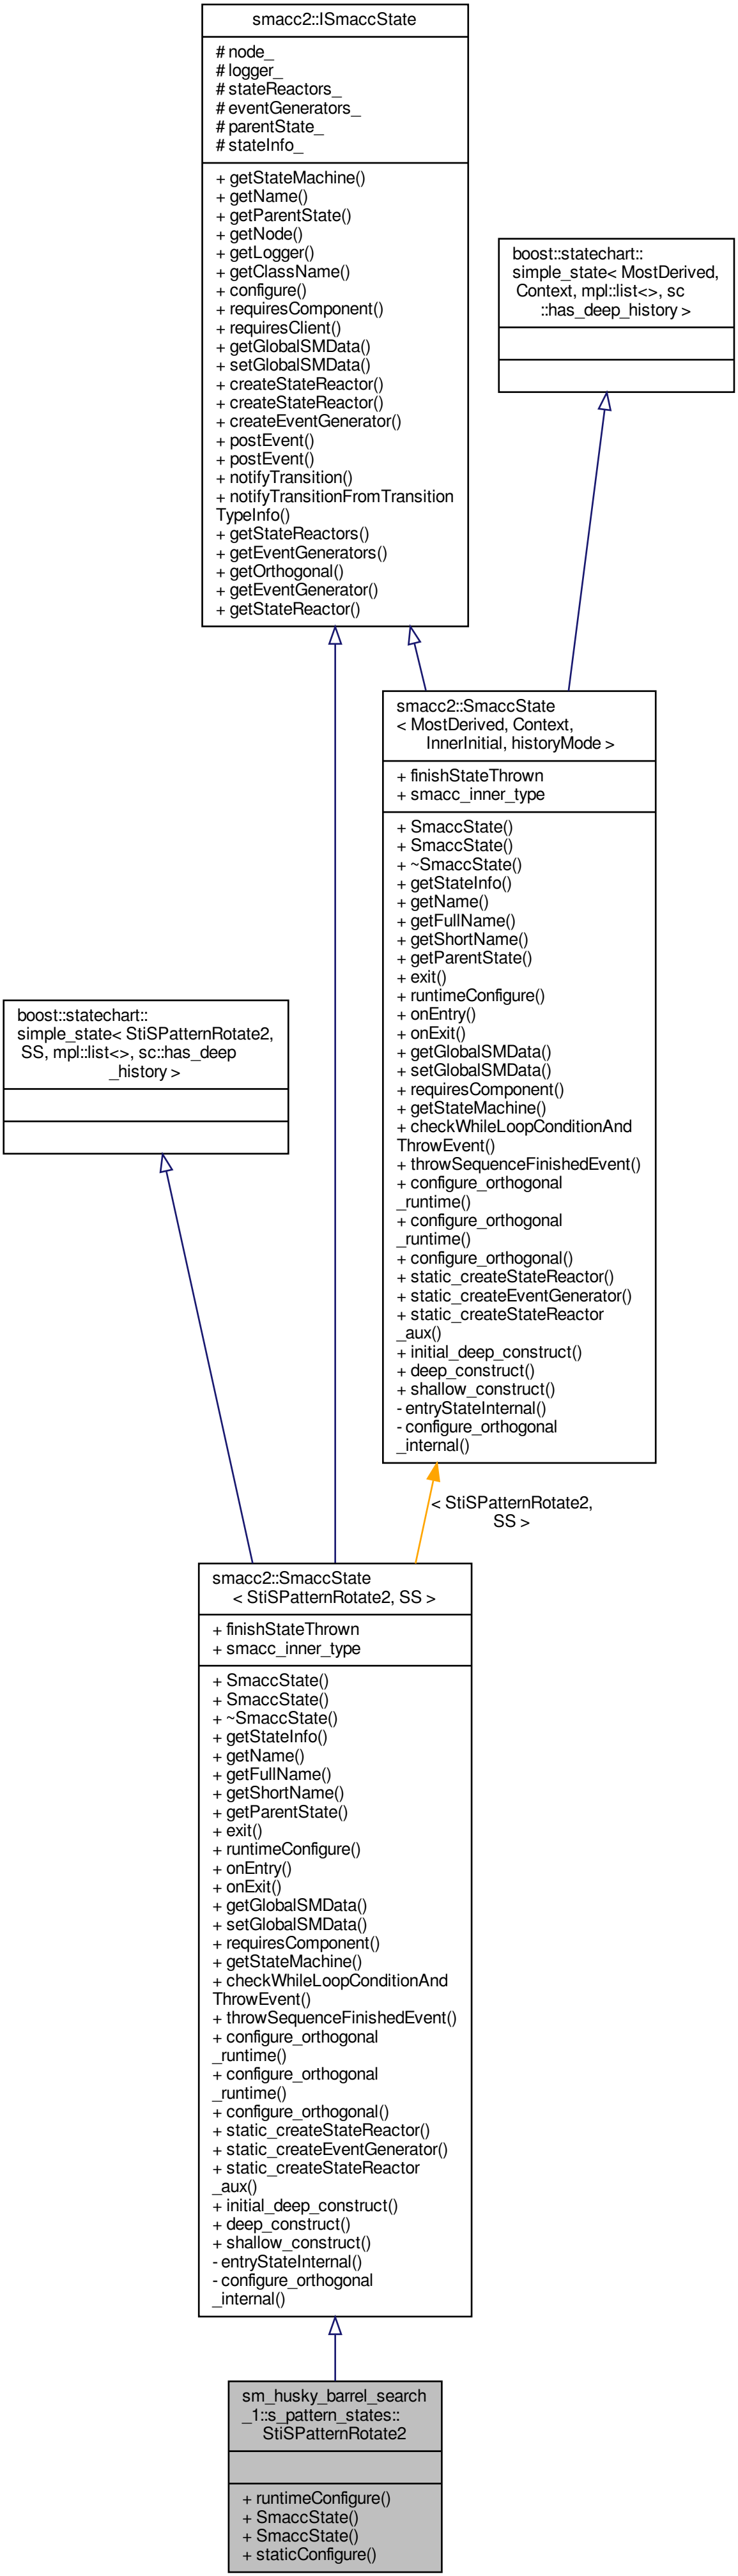 smacc2::ISmaccState
# node_
# logger_
# stateReactors_
# eventGenerators_
# parentState_
# stateInfo_
+ getStateMachine()
+ getName()
+ getParentState()
+ getNode()
+ getLogger()
+ getClassName()
+ configure()
+ requiresComponent()
+ requiresClient()
+ getGlobalSMData()
+ setGlobalSMData()
+ createStateReactor()
+ createStateReactor()
+ createEventGenerator()
+ postEvent()
+ postEvent()
+ notifyTransition()
+ notifyTransitionFromTransition
TypeInfo()
+ getStateReactors()
+ getEventGenerators()
+ getOrthogonal()
+ getEventGenerator()
+ getStateReactor()
boost::statechart::
simple_state< MostDerived,
Context, mpl::list<>, sc
::has_deep_history >
smacc2::SmaccState
< MostDerived, Context,
InnerInitial, historyMode >
+ finishStateThrown
+ smacc_inner_type
+ SmaccState()
+ SmaccState()
+ ~SmaccState()
+ getStateInfo()
+ getName()
+ getFullName()
+ getShortName()
+ getParentState()
+ exit()
+ runtimeConfigure()
+ onEntry()
+ onExit()
+ getGlobalSMData()
+ setGlobalSMData()
+ requiresComponent()
+ getStateMachine()
+ checkWhileLoopConditionAnd
ThrowEvent()
+ throwSequenceFinishedEvent()
+ configure_orthogonal
_runtime()
+ configure_orthogonal
_runtime()
+ configure_orthogonal()
+ static_createStateReactor()
+ static_createEventGenerator()
+ static_createStateReactor
_aux()
+ initial_deep_construct()
+ deep_construct()
+ shallow_construct()
- entryStateInternal()
- configure_orthogonal
_internal()
boost::statechart::
simple_state< StiSPatternRotate2,
SS, mpl::list<>, sc::has_deep
_history >
< StiSPatternRotate2,
SS >
smacc2::SmaccState
< StiSPatternRotate2, SS >
+ finishStateThrown
+ smacc_inner_type
+ SmaccState()
+ SmaccState()
+ ~SmaccState()
+ getStateInfo()
+ getName()
+ getFullName()
+ getShortName()
+ getParentState()
+ exit()
+ runtimeConfigure()
+ onEntry()
+ onExit()
+ getGlobalSMData()
+ setGlobalSMData()
+ requiresComponent()
+ getStateMachine()
+ checkWhileLoopConditionAnd
ThrowEvent()
+ throwSequenceFinishedEvent()
+ configure_orthogonal
_runtime()
+ configure_orthogonal
_runtime()
+ configure_orthogonal()
+ static_createStateReactor()
+ static_createEventGenerator()
+ static_createStateReactor
_aux()
+ initial_deep_construct()
+ deep_construct()
+ shallow_construct()
- entryStateInternal()
- configure_orthogonal
_internal()
sm_husky_barrel_search
_1::s_pattern_states::
StiSPatternRotate2
+ runtimeConfigure()
+ SmaccState()
+ SmaccState()
+ staticConfigure()